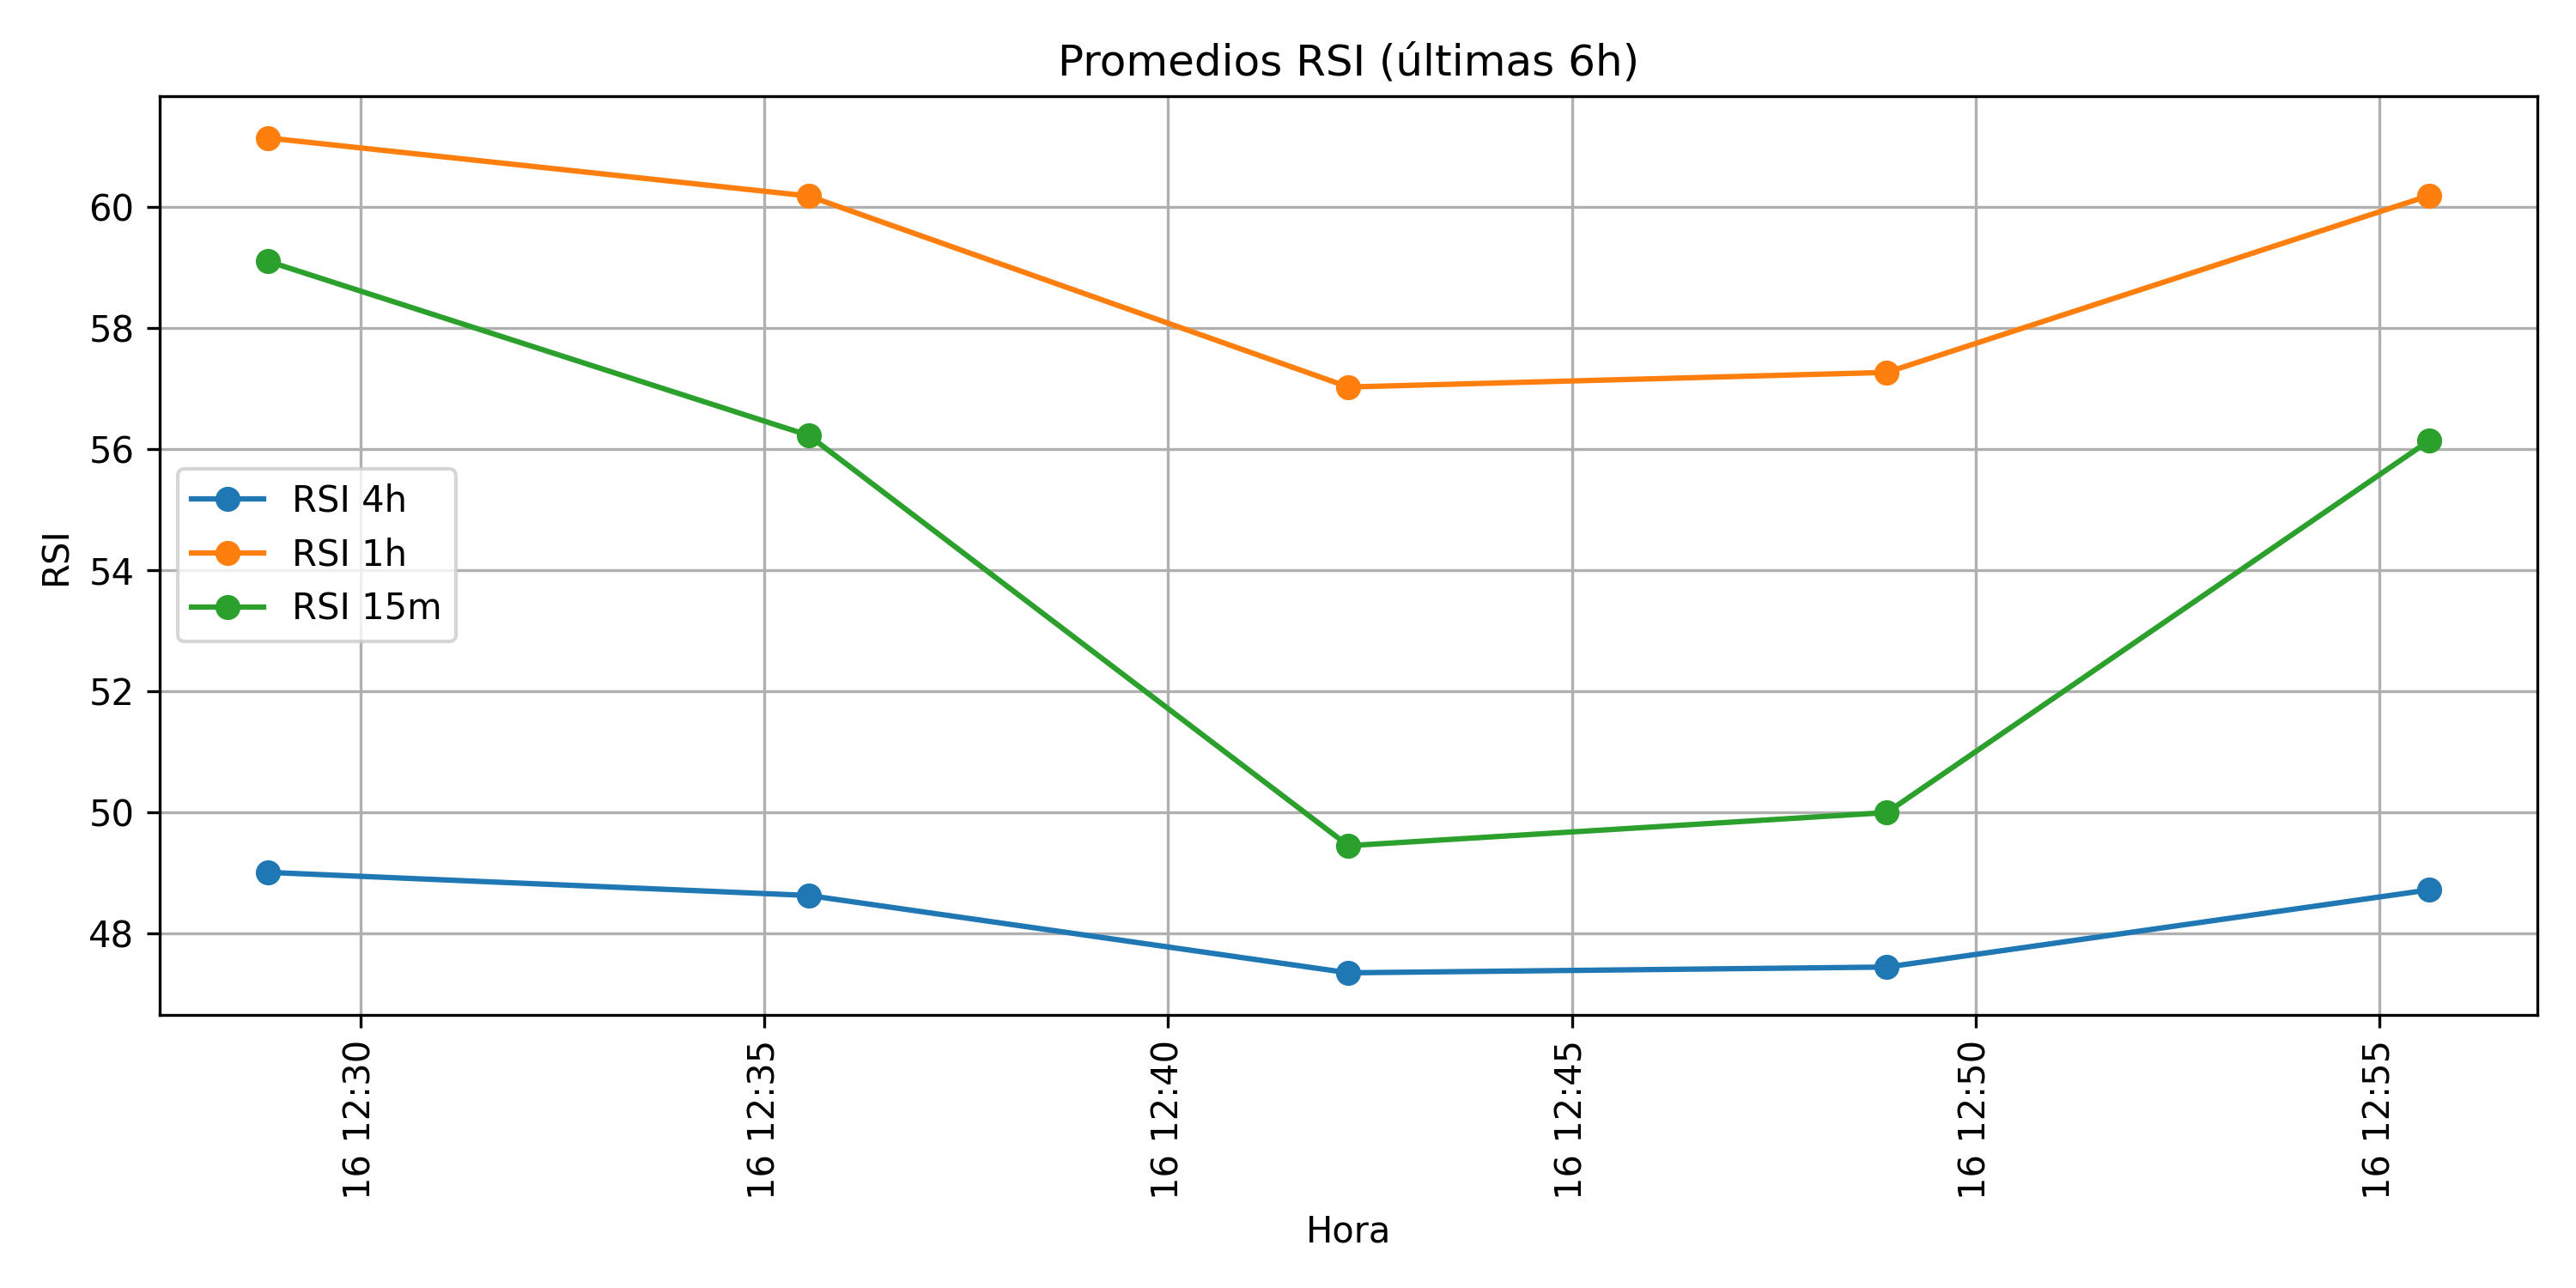 Promedios RSI (últimas 6h)
60
58
56
54
52
50
48
RSI
RSI 4h
RSI 1h
RSI 15m
16 12:30
16 12:35
16 12:40
16 12:45
16 12:50
16 12:55
Hora